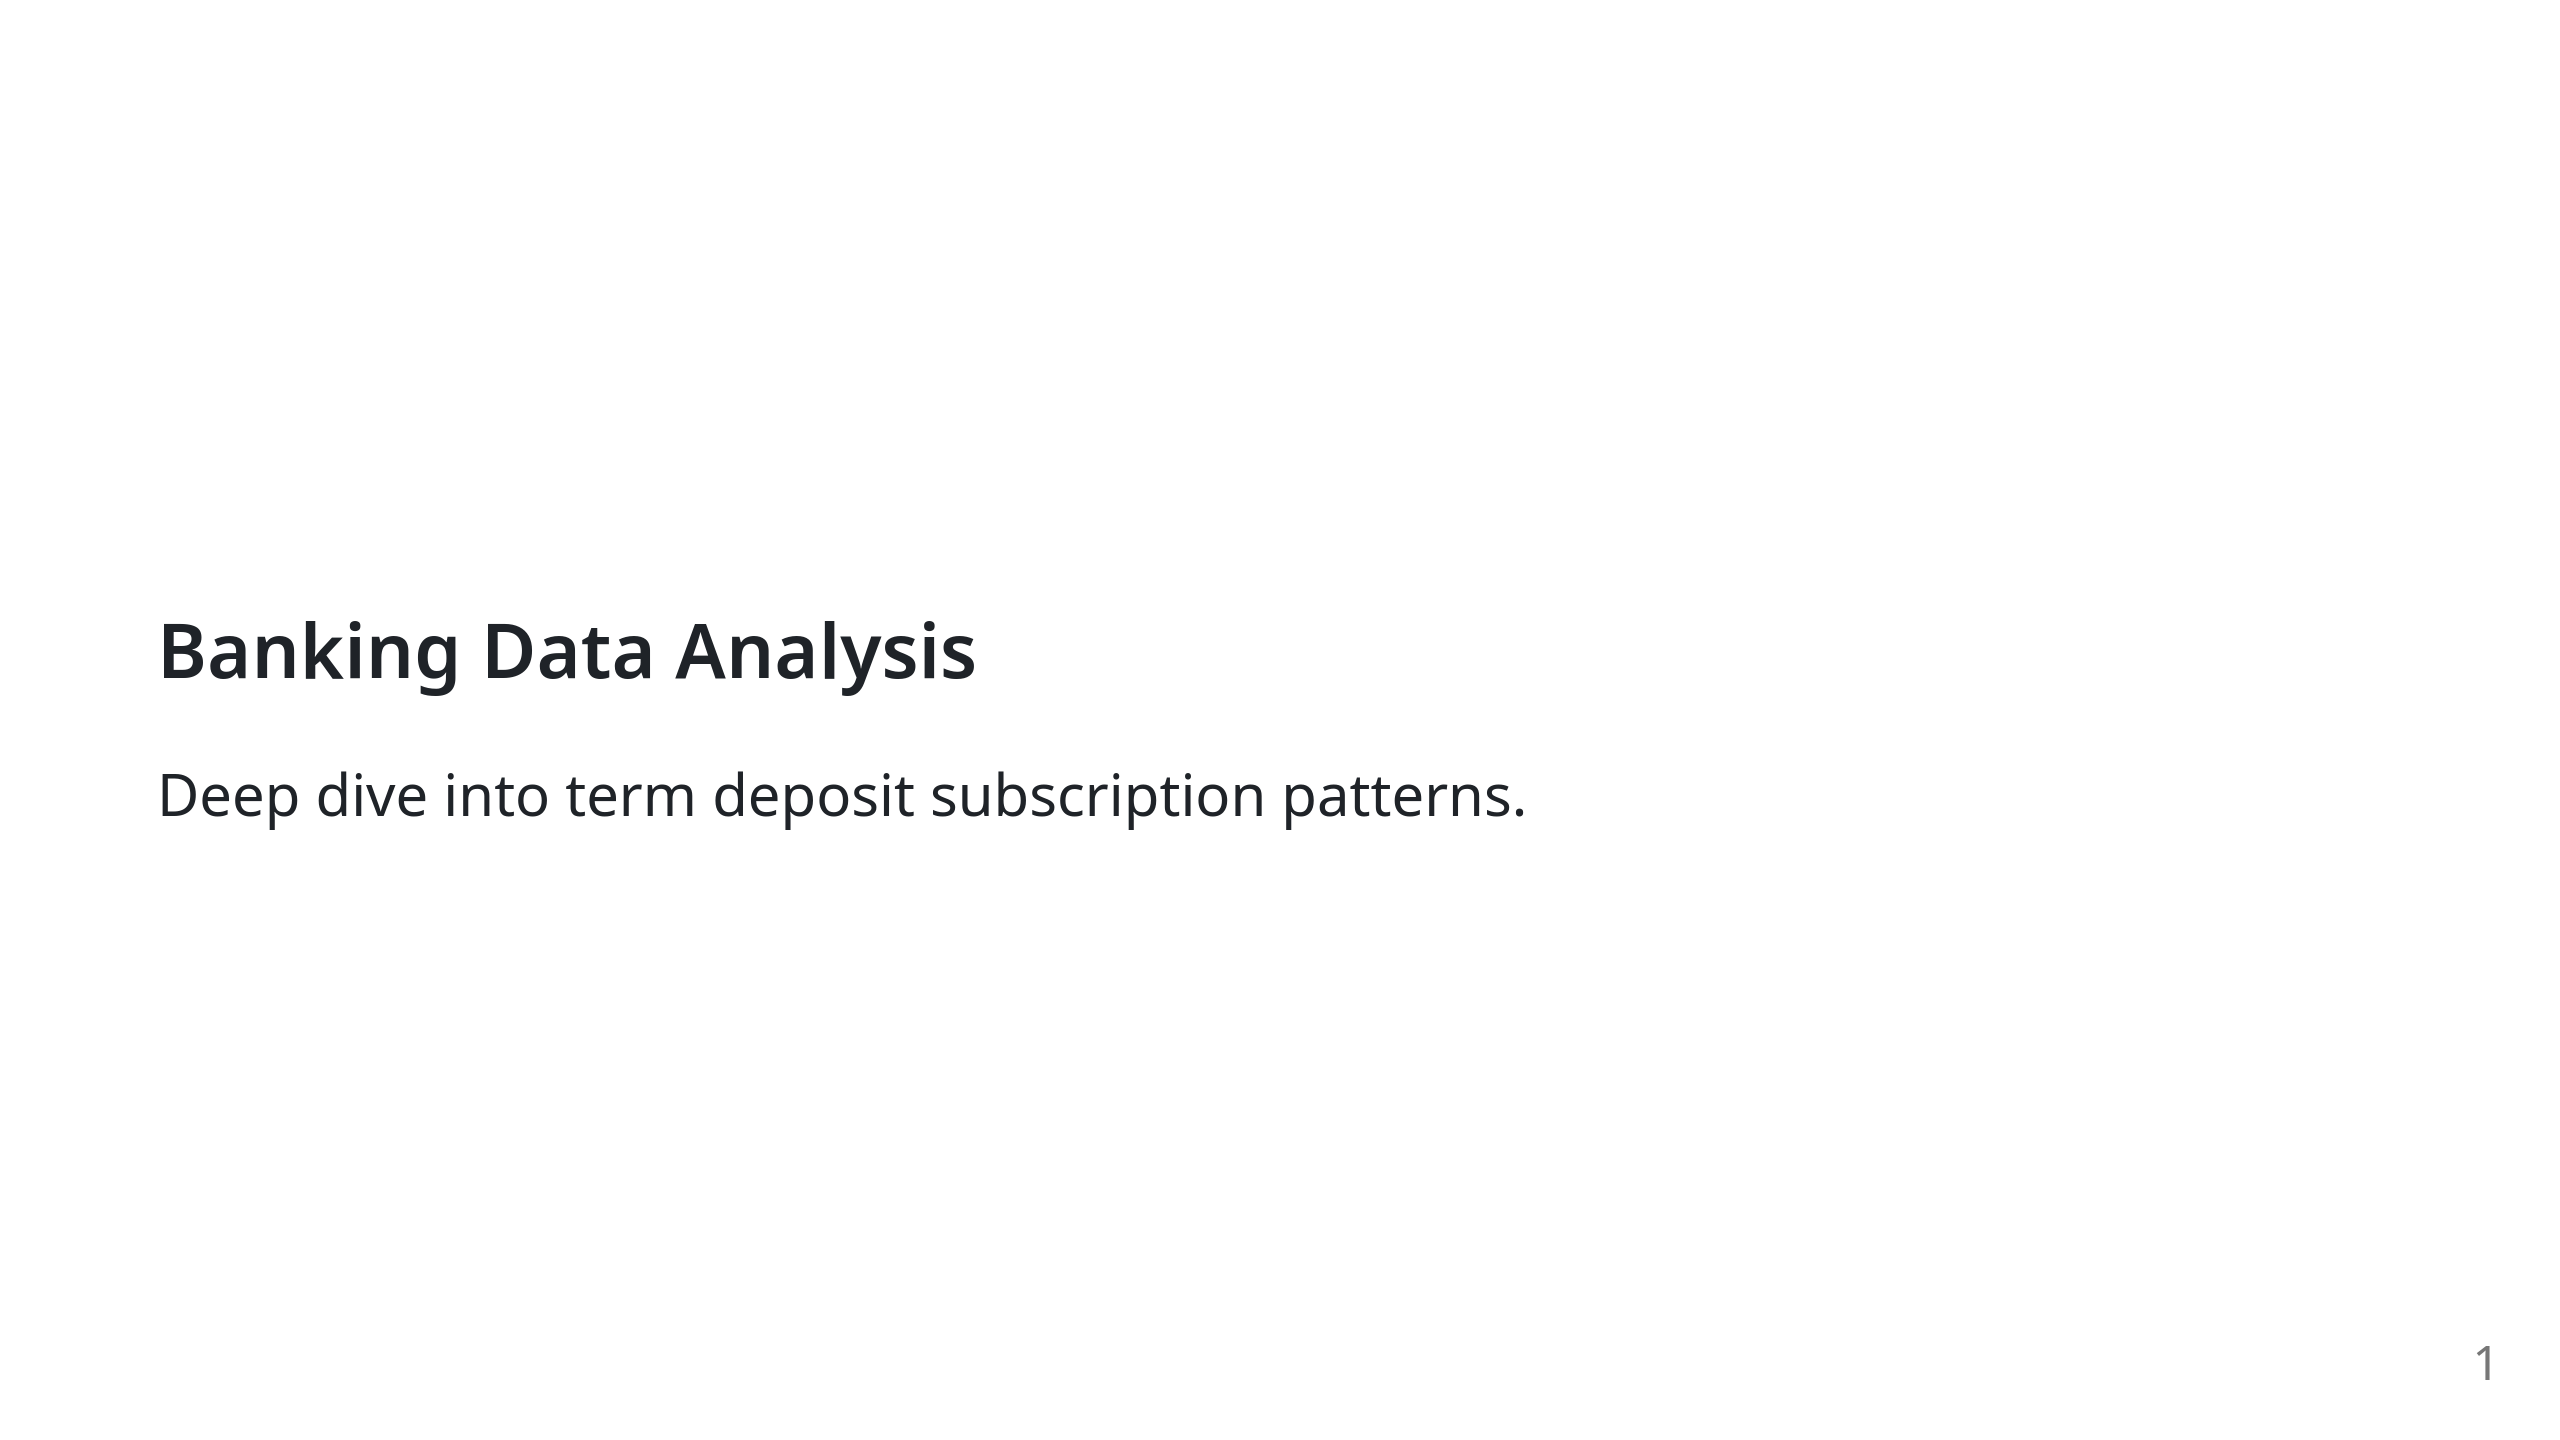 Banking Data Analysis
Deep dive into term deposit subscription patterns.
1